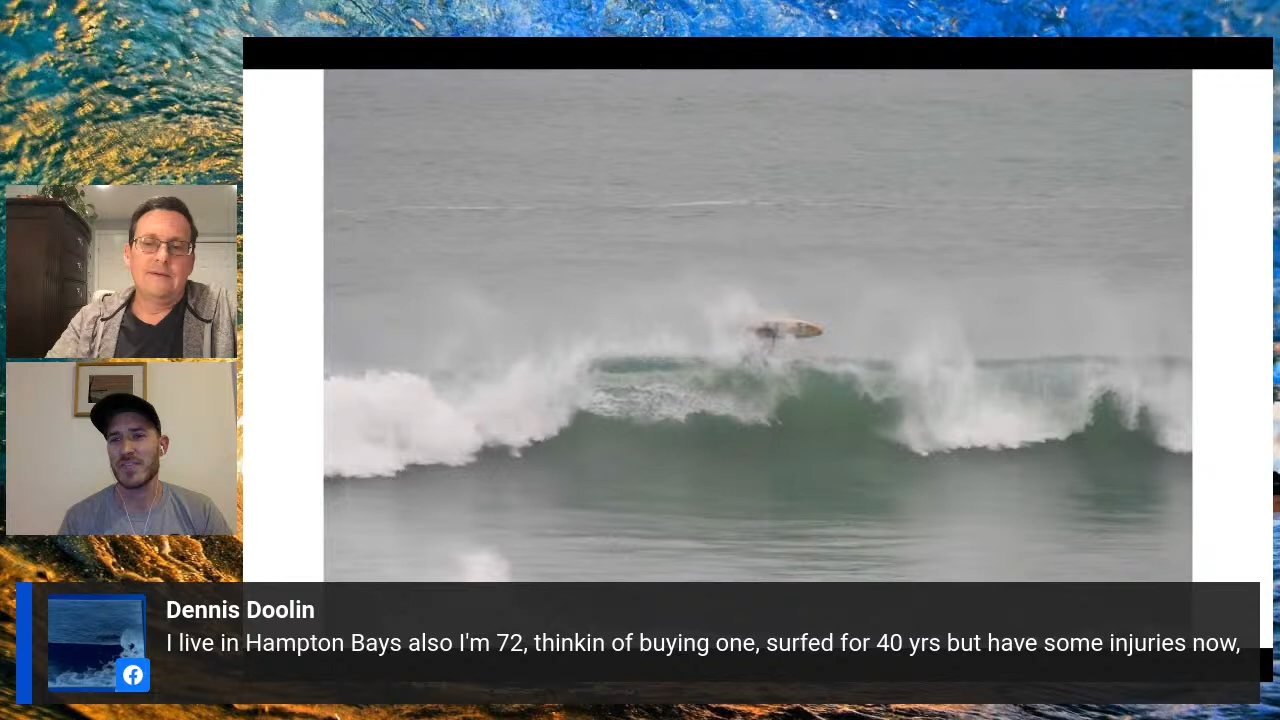 Dennis Doolin
I live in Hampton Bays also I'm 72, thinkin of buying one, surfed for 40 yrs but have some injuries now,